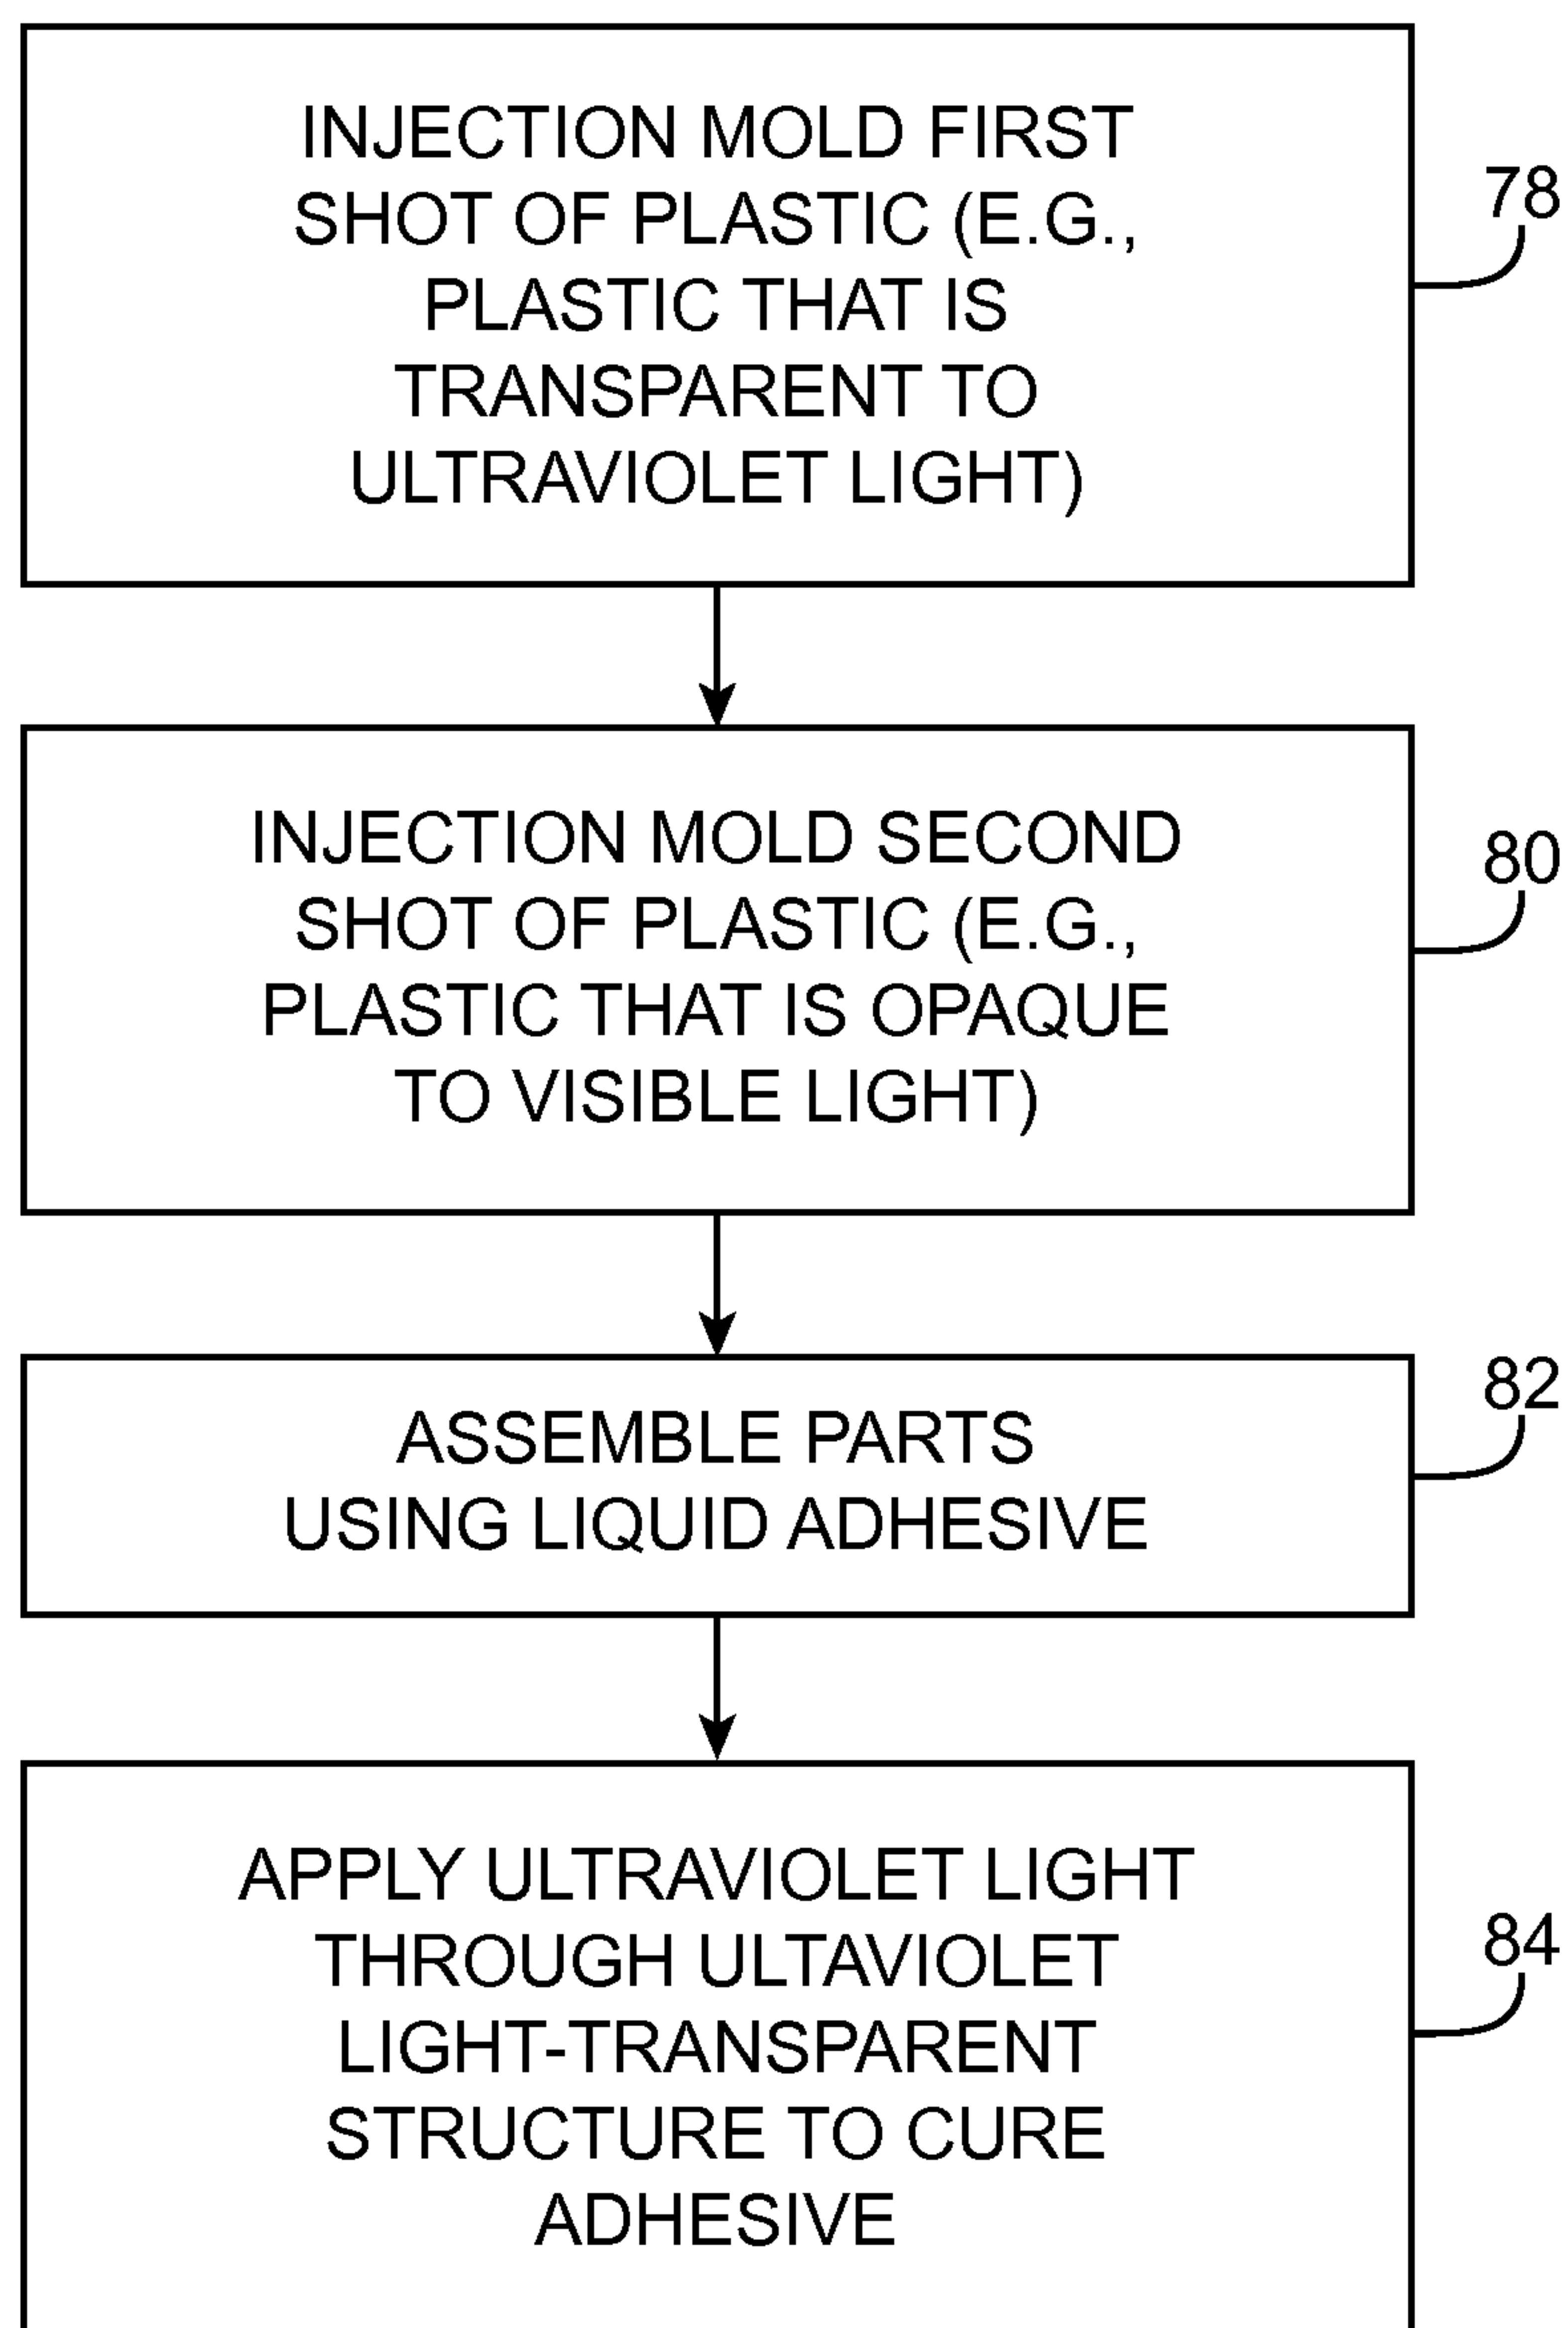 INJECTION MOLD FIRST
SHOT OF PLASTIC (E.G.,
PLASTIC THAT IS
TRANSPARENT TO
ULTRAVIOLET LIGHT)
78
INJECTION MOLD SECOND
SHOT OF PLASTIC (E.G.,
PLASTIC THAT IS OPAQUE
TO VISIBLE LIGHT)
80
ASSEMBLE PARTS
USING LIQUID ADHESIVE
82
APPLY ULTRAVIOLET LIGHT
THROUGH ULTAVIOLET
LIGHT-TRANSPARENT
STRUCTURE TO CURE
ADHESIVE
84